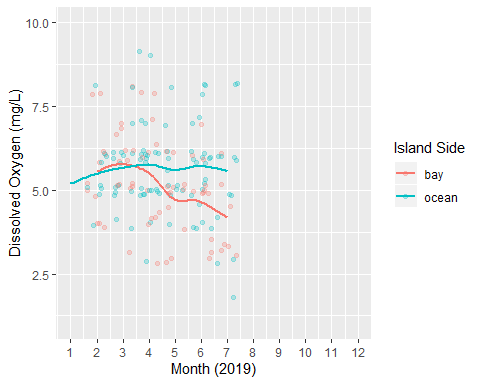 10.0
7.5
5.0
2.5
Dissolved Oxygen (mg/L)
1 2 3 4 5 6 7 8 9 10 11 12
Month (2019)
Island Side
bay
ocean